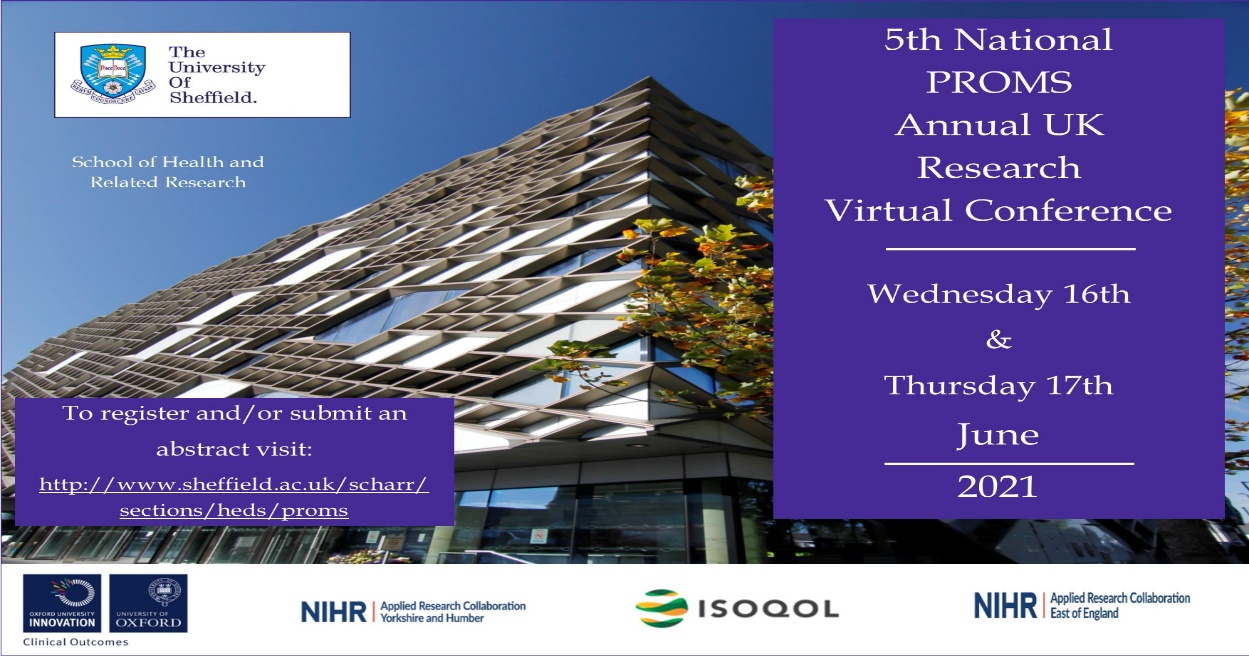 The
University
Of
Sheffield.
School of Health and
Related Research
5th National
PROMS
Annual UK
Research
Virtual Conference
Wednesday 16th
&
Thursday 17th
June
2021
To register and/or submit an
abstract visit:
http://www.sheffield.ac.uk/scharr/
sections/heds/proms
OXFORD UNIVERSITY
INNOVATION
UNIVERSITY OF
OXFORD
Clinical Outcomes
NIHR | Applied Research Collaboration
Yorkshire and Humber
ISOQOL
NIHR | Applied Research Collaboration
East of England